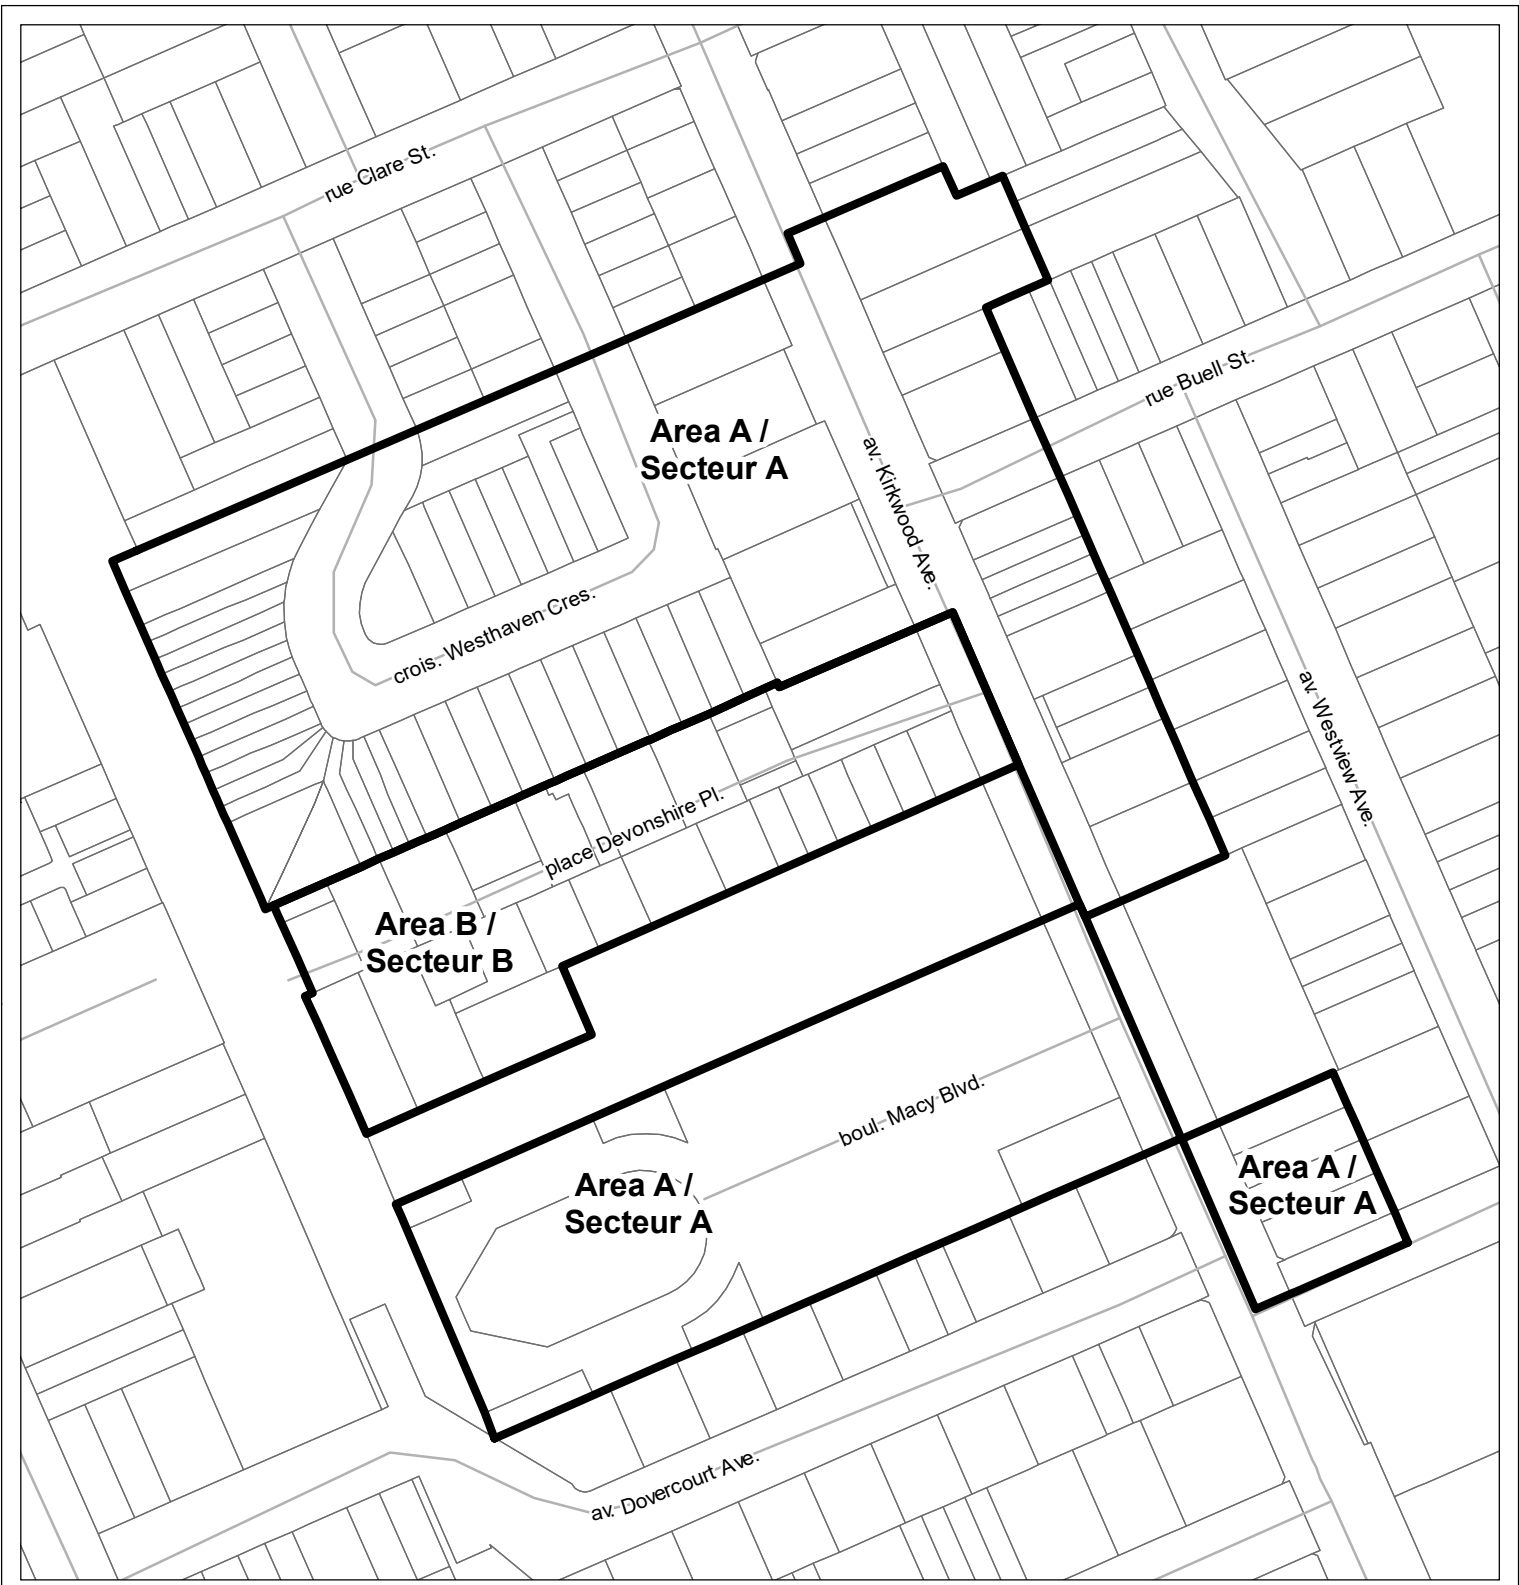 rue Clare St.
rue Buell St.
Area A /
Secteur A
av. Kirkwood Ave.
crois. Westhaven Cres.
av. Westview Ave.
place Devonshire Pl.
Area B /
Secteur B
boul. Macy Blvd.
Area A /
Secteur A
Area A /
Secteur A
av. Dovercourt Ave.